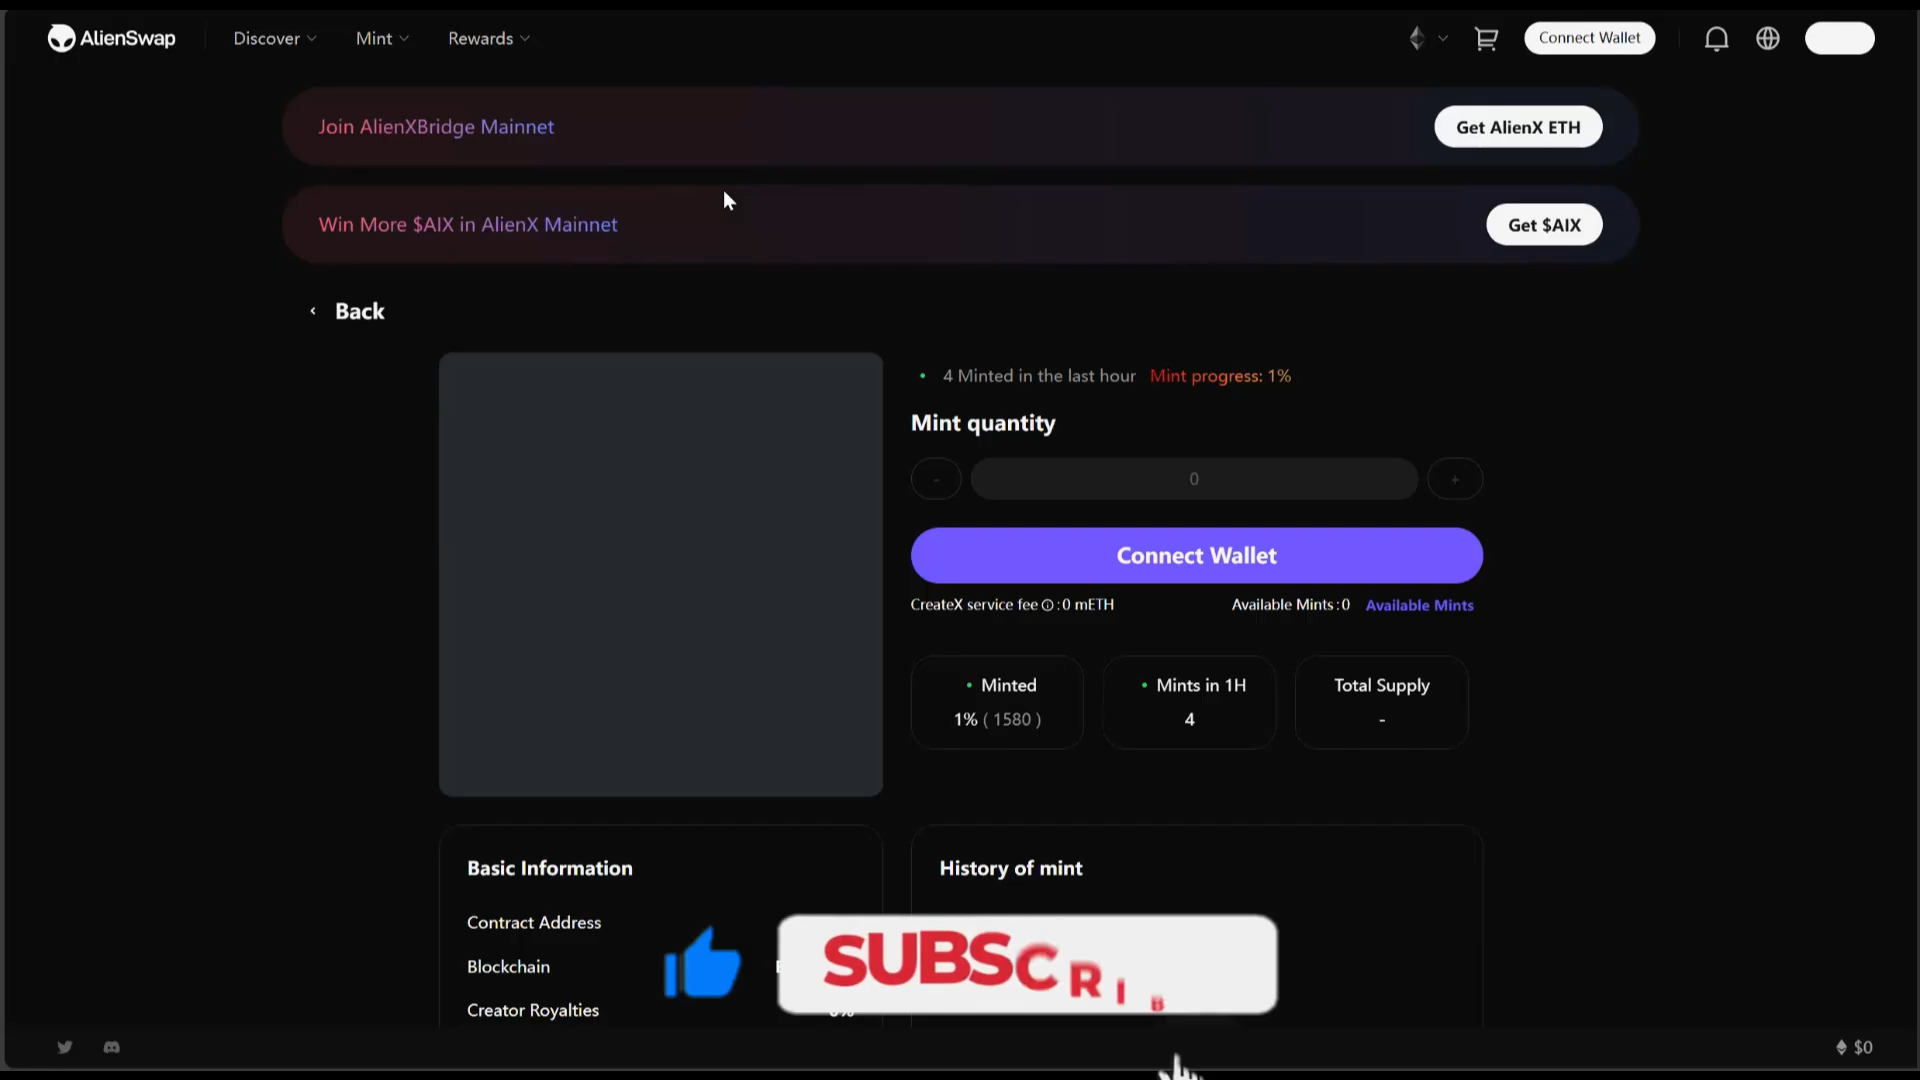 AlienSwap Discover Mint Rewards Connect Wallet
Join AlienXBridge Mainnet Get AlienX ETH
Win More $AIX in AlienX Mainnet Get $AIX
Back
4 Minted in the last hour Mint progress: 1%
Mint quantity
- 0 +
Connect Wallet
CreateX service fee :0 mETH Available Mints:0 Available Mints
Minted Mints in 1H Total Supply
1% ( 1580 ) 4 -
Basic Information History of mint
Contract Address
Blockchain
SUBSCRIB
Creator Royalties 0%
$0